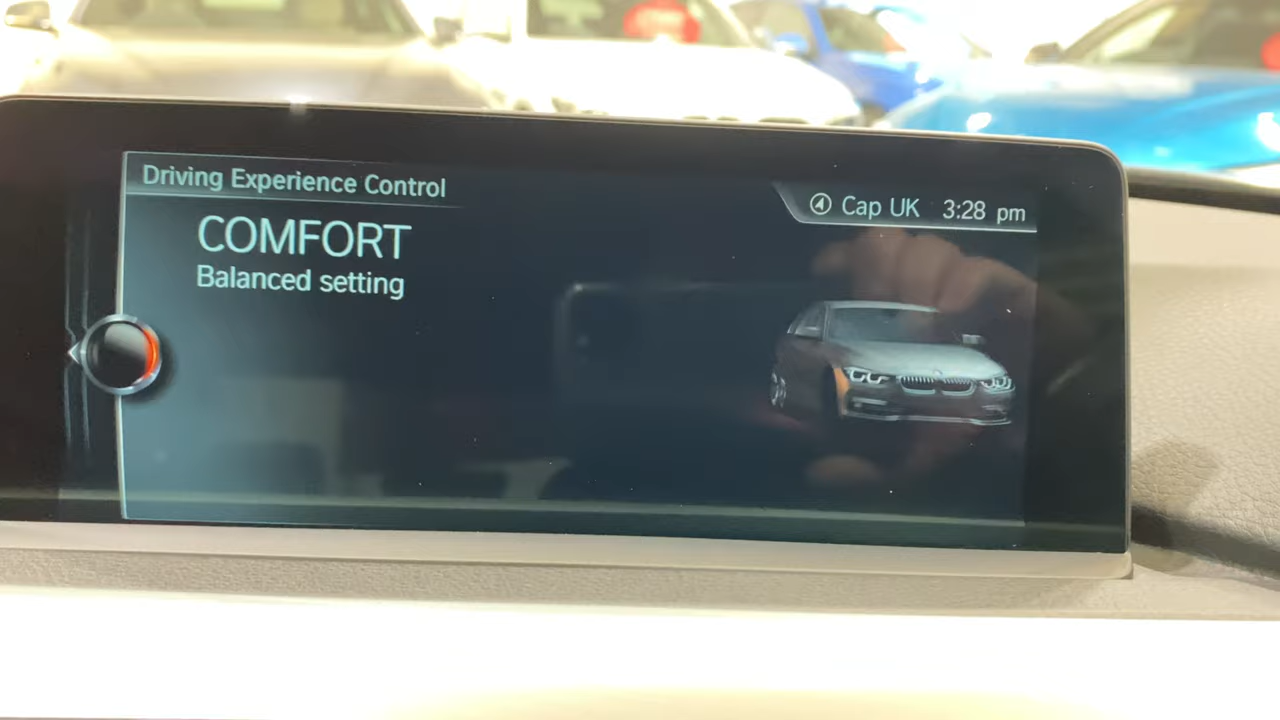 Driving Experience Control
Cap UK 3:28 pm
COMFORT
Balanced setting